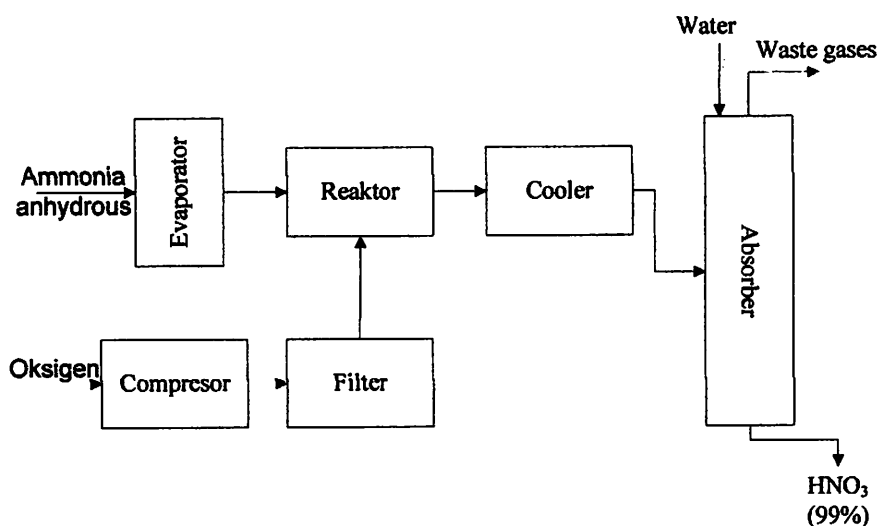 Water
Waste gases
Ammonia
anhydrous
Evaporator
Reaktor
Cooler
Absorber
Oksigen
Compresor
Filter
HNO₃
(99%)